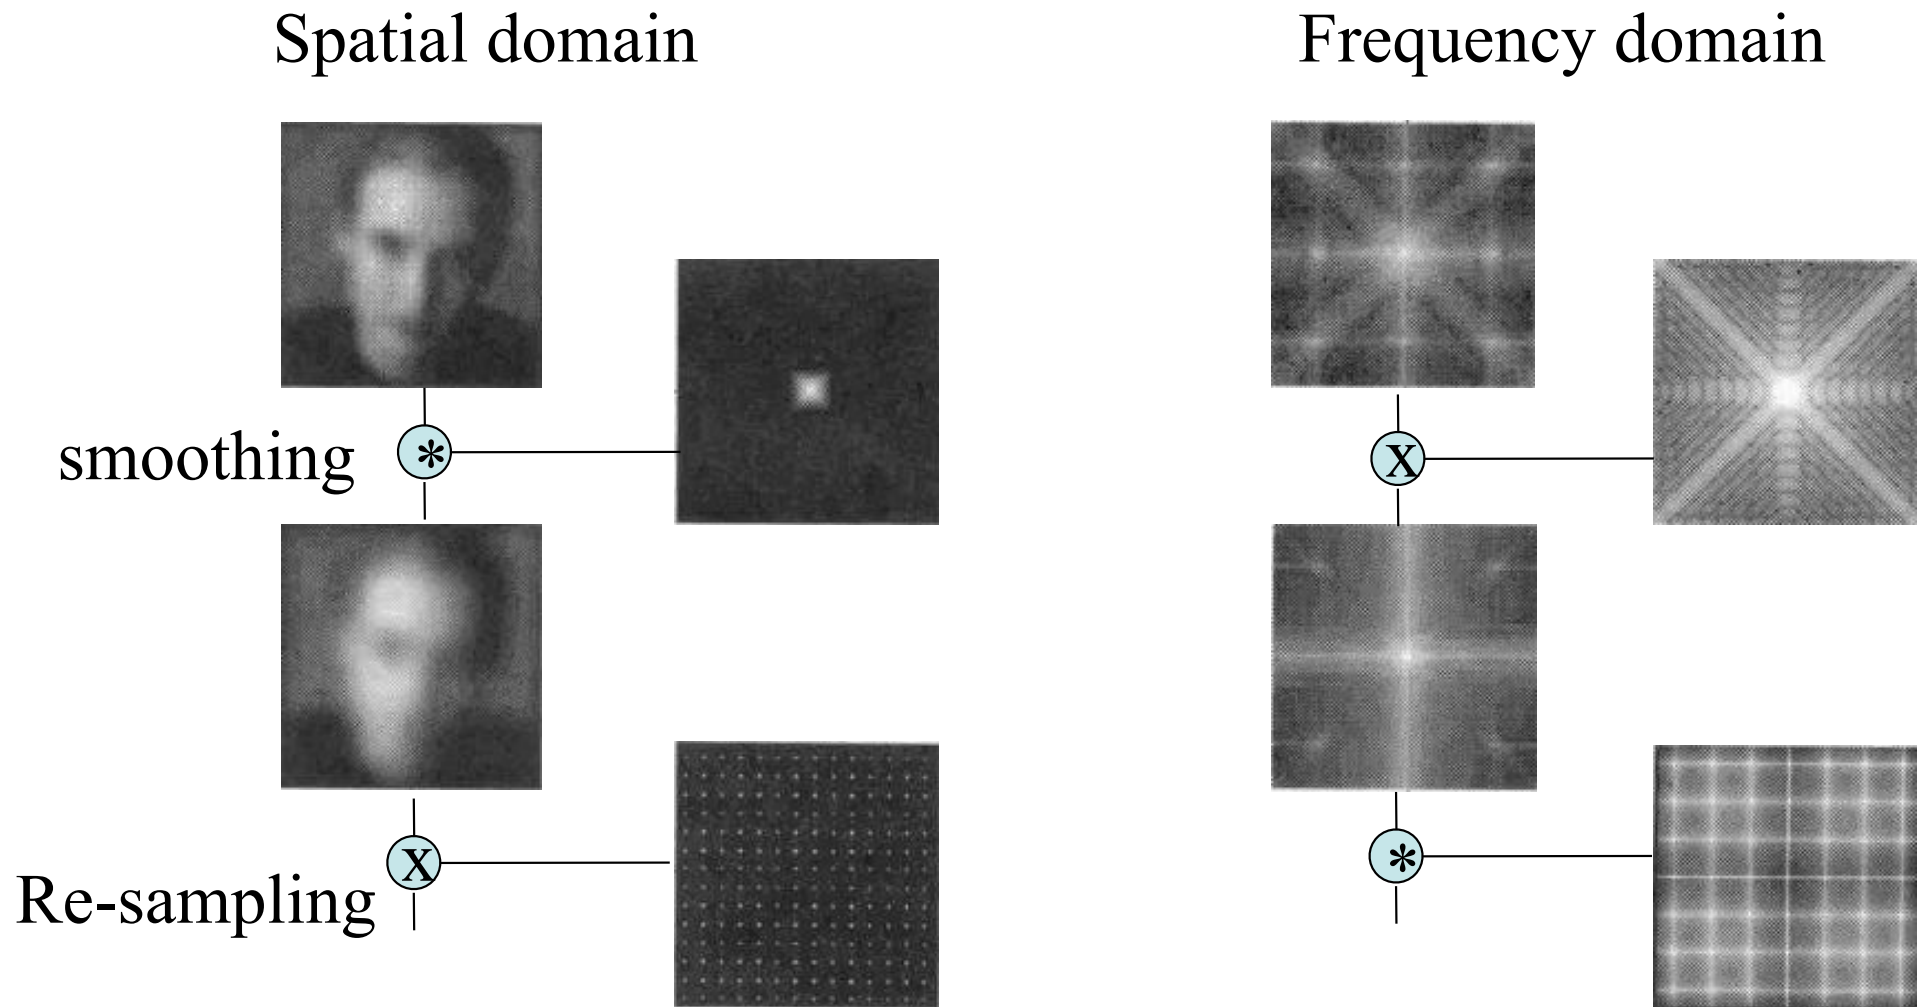 Spatial domain
Frequency domain
smoothing
*
X
X
Re-sampling
*